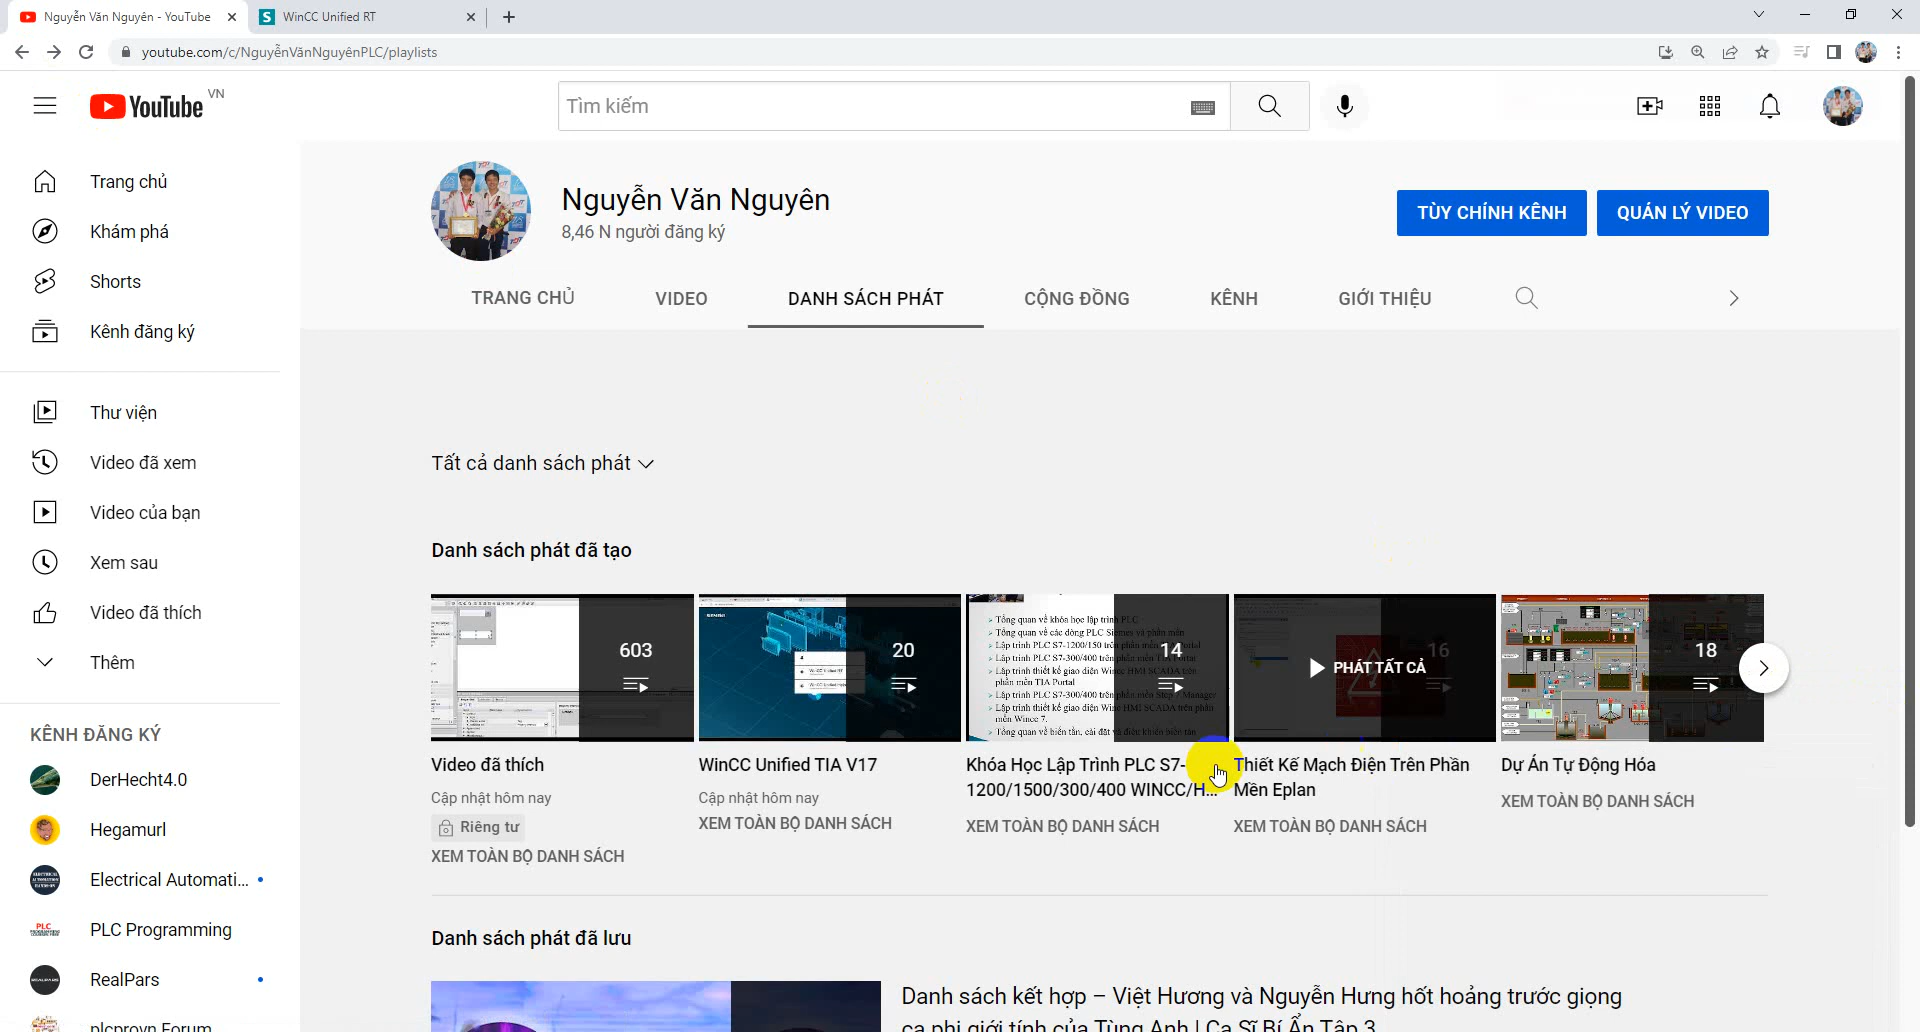 Nguyễn Văn Nguyên - YouTube
WinCC Unified RT
youtube.com/c/NguyễnVănNguyênPLC/playlists
YouTube VN
Tìm kiếm
Trang chủ
Khám phá
Shorts
Kênh đăng ký
Thư viện
Video đã xem
Video của bạn
Xem sau
Video đã thích
Thêm
KÊNH ĐĂNG KÝ
DerHecht4.0
Hegamurl
Electrical Automati...
PLC Programming
RealPars
plcprovn Forum
Nguyễn Văn Nguyên
8,46 N người đăng ký
TÙY CHỈNH KÊNH
QUẢN LÝ VIDEO
TRANG CHỦ
VIDEO
DANH SÁCH PHÁT
CỘNG ĐỒNG
KÊNH
GIỚI THIỆU
Tất cả danh sách phát
Danh sách phát đã tạo
603
Video đã thích
Cập nhật hôm nay
Riêng tư
XEM TOÀN BỘ DANH SÁCH
20
WinCC Unified TIA V17
Cập nhật hôm nay
XEM TOÀN BỘ DANH SÁCH
Tổng quan về khóa học lập trình PLC
14
Khóa Học Lập Trình PLC S7-
1200/1500/300/400 WINCC/H...
XEM TOÀN BỘ DANH SÁCH
PHÁT TẤT CẢ
16
Thiết Kế Mạch Điện Trên Phần
Mền Eplan
XEM TOÀN BỘ DANH SÁCH
18
Dự Án Tự Động Hóa
XEM TOÀN BỘ DANH SÁCH
Danh sách phát đã lưu
Danh sách kết hợp – Việt Hương và Nguyễn Hưng hốt hoảng trước giọng
ca phi giới tính của Tùng Anh | Ca Sĩ Bí Ẩn Tập 3